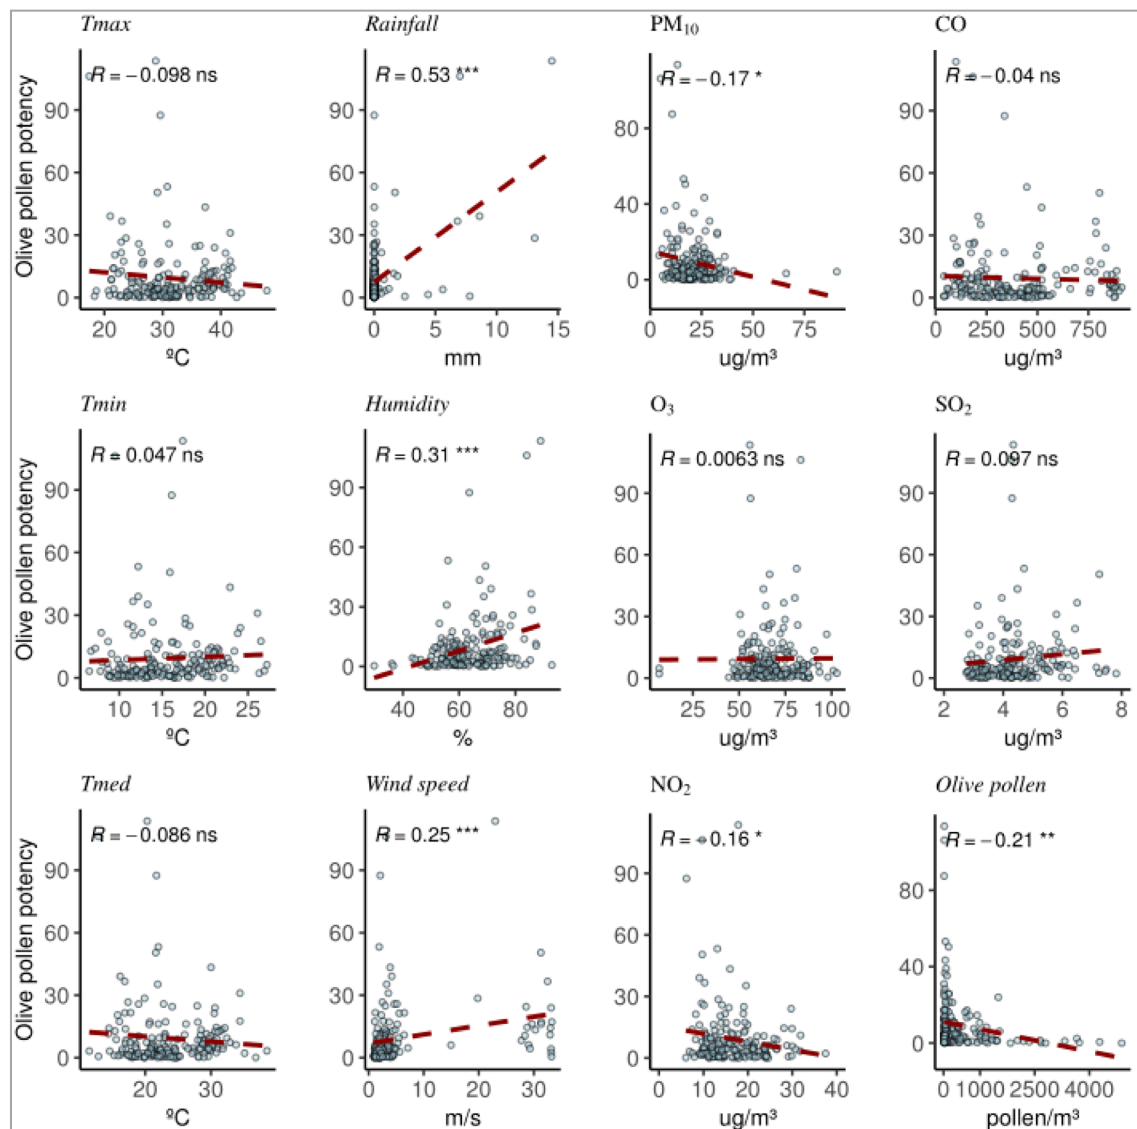 Tmax Rainfall PM₁₀ CO
Olive pollen potency
R = −0.098 ns R = 0.53 *** R = −0.17 * R = −0.04 ns
90 90 80 90
60 60 60
30 30 40 30
0 0 0 0
20 30 40 0 5 10 15 0 25 50 75 250 500 750
ºC mm ug/m³ ug/m³
Tmin Humidity O₃ SO₂
Olive pollen potency
R = 0.047 ns R = 0.31 *** R = 0.0063 ns R = 0.097 ns
90 90 90 90
60 60 60 60
30 30 30 30
0 0 0 0
10 15 20 25 40 60 80 25 50 75 100 2 4 6 8
ºC % ug/m³ ug/m³
Tmed Wind speed NO₂ Olive pollen
Olive pollen potency
R = −0.086 ns R = 0.25 *** R = −0.16 * R = −0.21 **
90 90 90 80
60 60 60
30 30 30 40
0 0 0 0
20 30 0 10 20 30 0 10 20 30 40 0 1000 4000
ºC m/s ug/m³ pollen/m³